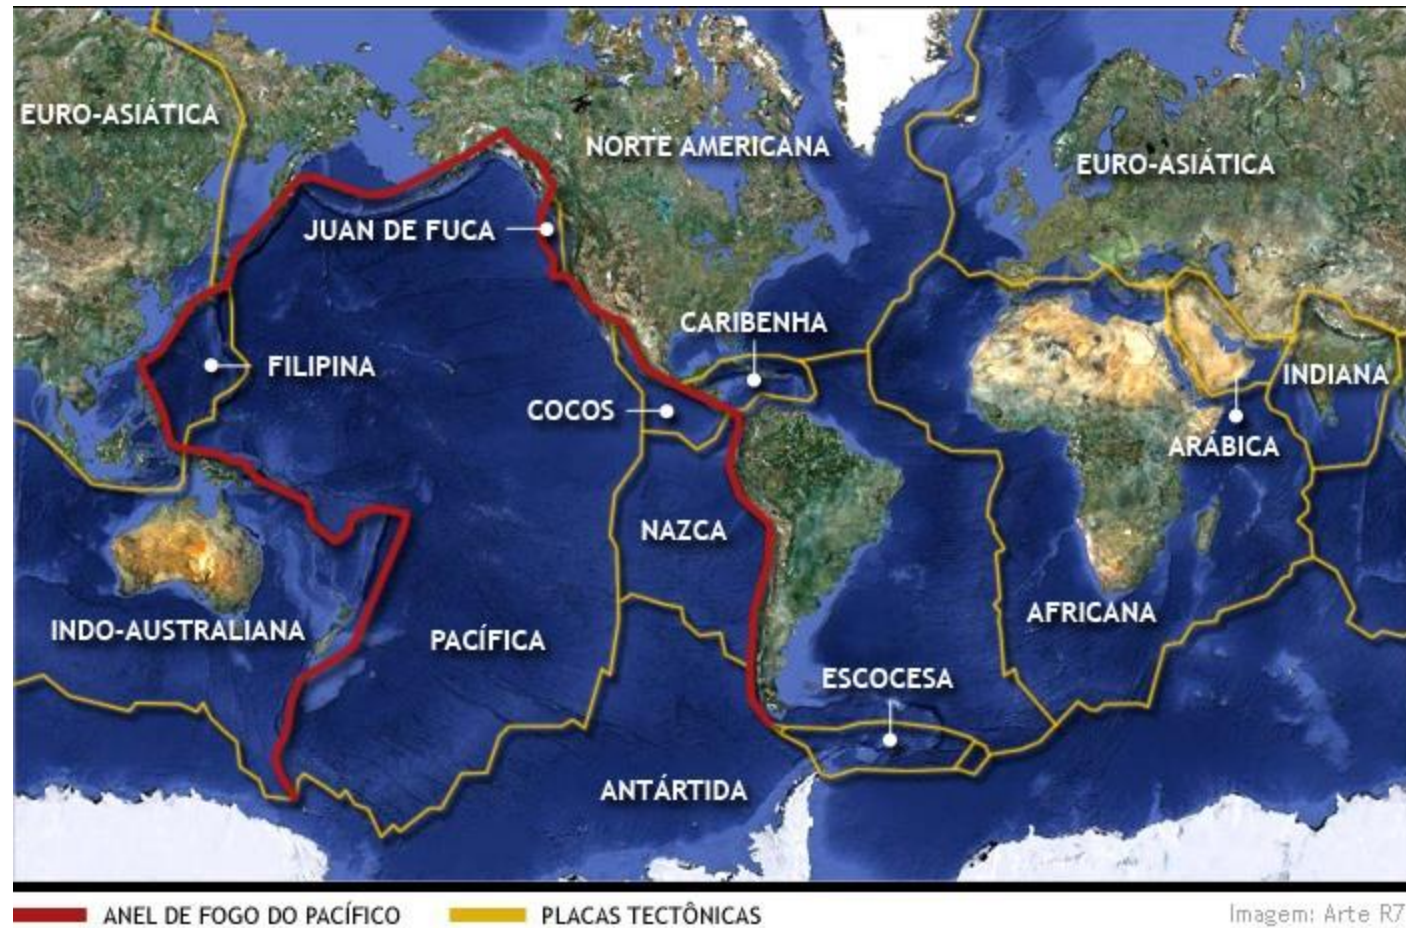 EURO-ASIÁTICA
NORTE AMERICANA
EURO-ASIÁTICA
JUAN DE FUCA
CARIBENHA
FILIPINA
INDIANA
COCOS
ARÁBICA
NAZCA
AFRICANA
INDO-AUSTRALIANA
PACÍFICA
ESCOCESA
ANTÁRTIDA
ANEL DE FOGO DO PACÍFICO
PLACAS TECTÔNICAS
Imagem: Arte R7